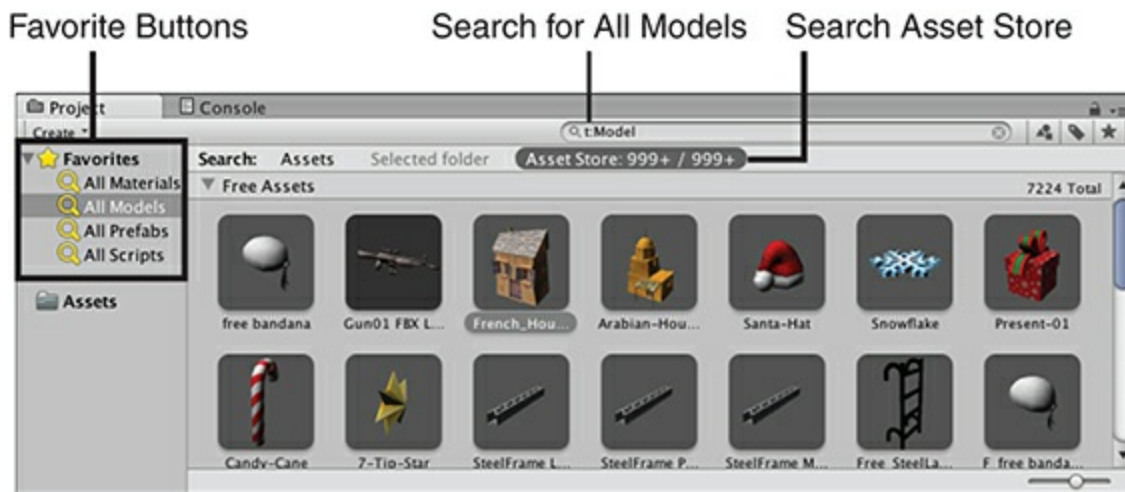 Favorite Buttons Search for All Models Search Asset Store
Project Console
Create t:Model
Favorites Search: Assets Selected folder Asset Store: 999+ / 999+
All Materials Free Assets 7224 Total
All Models
All Prefabs
All Scripts
Assets
free bandana Gun01 FBX L... French_Hou... Arabian-Hou... Santa-Hat Snowflake Present-01
Candy-Cane 7-Tip-Star SteelFrame L... SteelFrame P... SteelFrame M... Free_SteelLa... F_free banda...